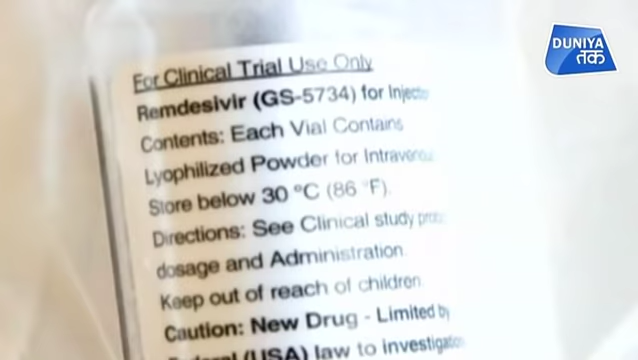 DUNIYA
तक
For Clinical Trial Use Only
Remdesivir (GS-5734) for
Contents: Each Vial Contains
Lyophilized Powder for
Store below 30 °C (86 °F).
Directions: See Clinical study
dosage and Administration.
Keep out of reach of children.
Caution: New Drug - Limited by
Federal (USA) law to